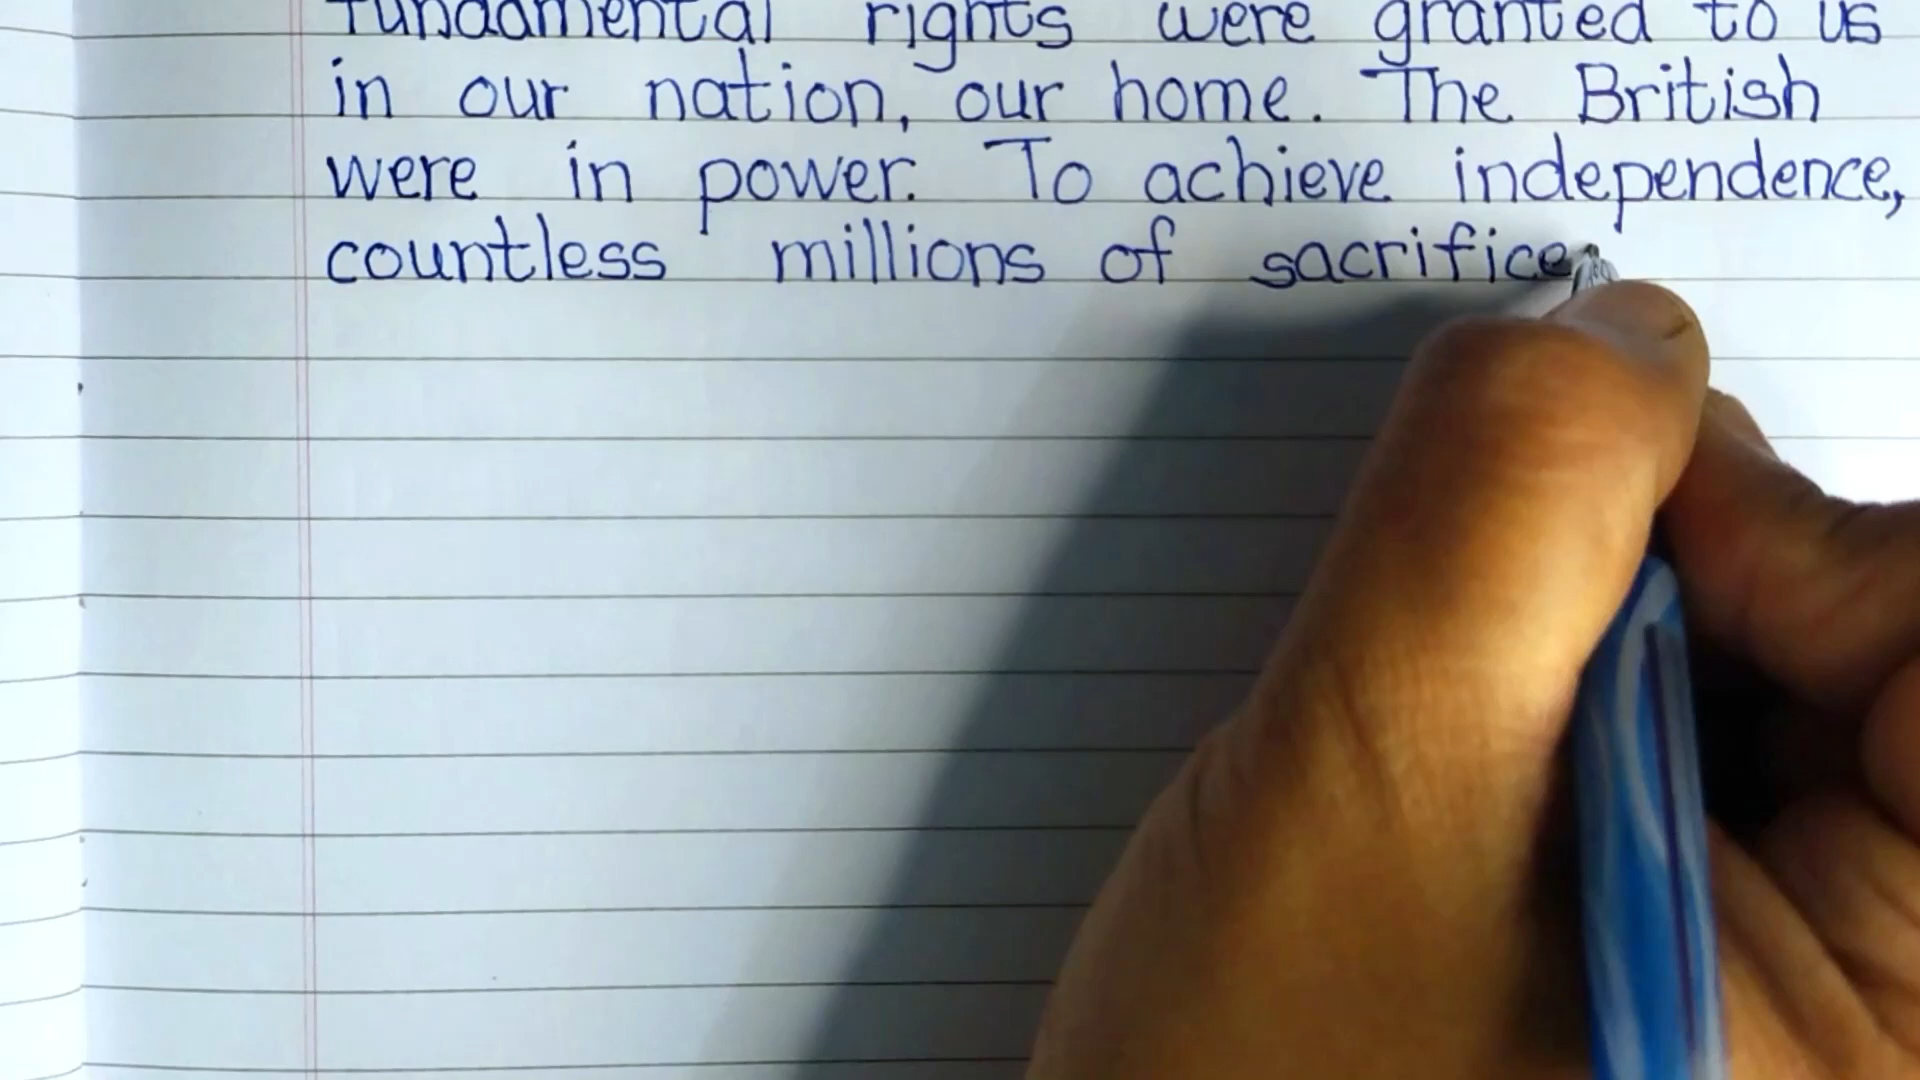 fundamental rights were granted to us
in our nation, our home. The British
were in power. To achieve independence,
countless millions of sacrifice